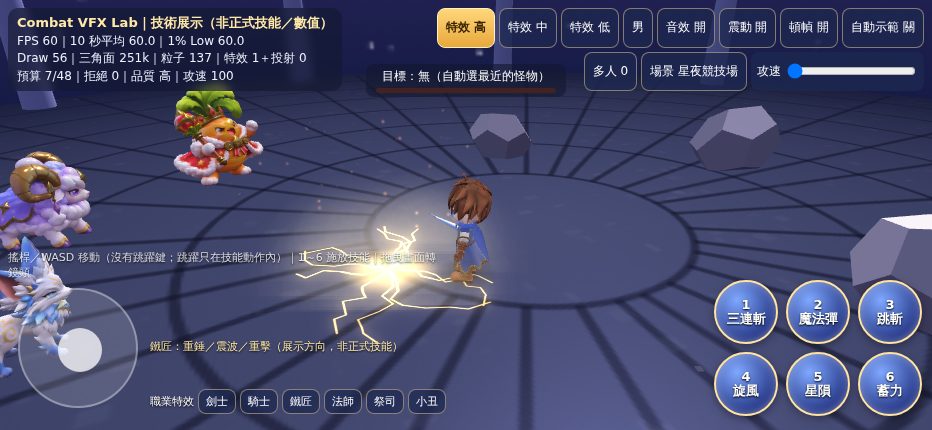 Combat VFX Lab｜技術展示（非正式技能／數值）
FPS 60｜10 秒平均 60.0｜1% Low 60.0
Draw 56｜三角面 251k｜粒子 137｜特效 1＋投射 0
預算 7/48｜拒絕 0｜品質 高｜攻速 100
特效 高
特效 中
特效 低
男
音效 開
震動 開
頓幀 開
自動示範 關
目標：無（自動選最近的怪物）
多人 0
場景 星夜競技場
攻速
搖桿／WASD 移動（沒有跳躍鍵；跳躍只在技能動作內）｜1–6 施放技能｜拖曳畫面轉
鏡頭
鐵匠：重錘／震波／重擊（展示方向，非正式技能）
職業特效
劍士
騎士
鐵匠
法師
祭司
小丑
1
三連斬
2
魔法彈
3
跳斬
4
旋風
5
星隕
6
蓄力